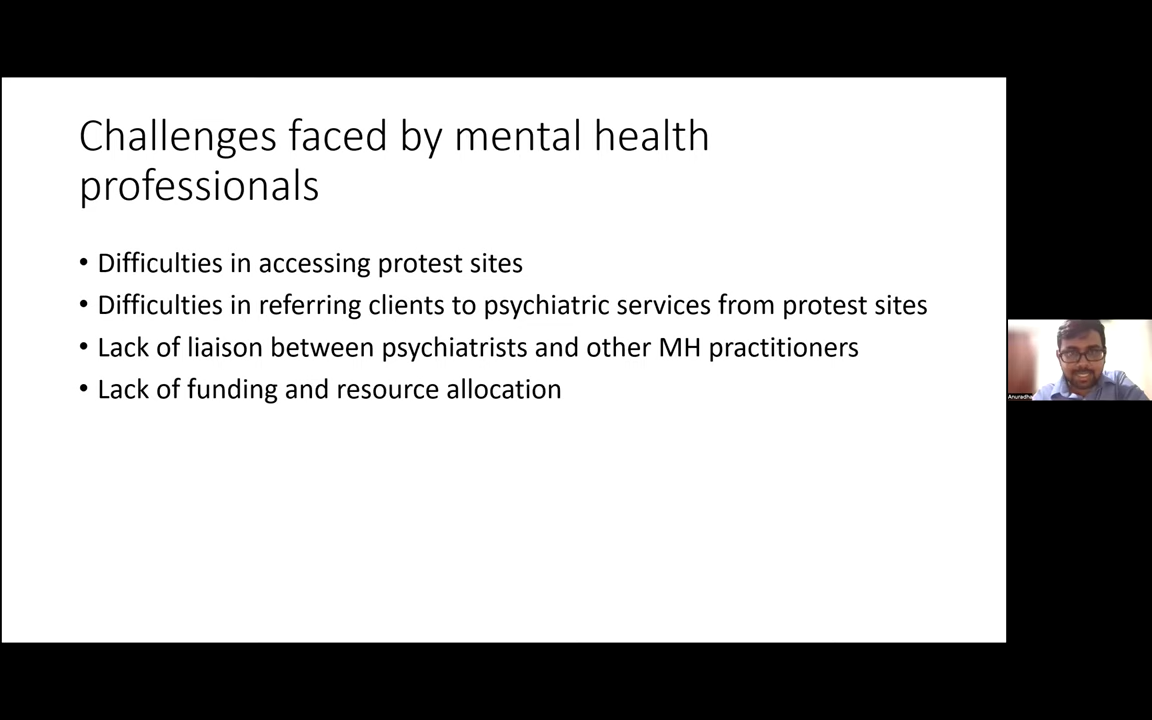 Challenges faced by mental health
professionals
• Difficulties in accessing protest sites
• Difficulties in referring clients to psychiatric services from protest sites
• Lack of liaison between psychiatrists and other MH practitioners
• Lack of funding and resource allocation
Anuradha